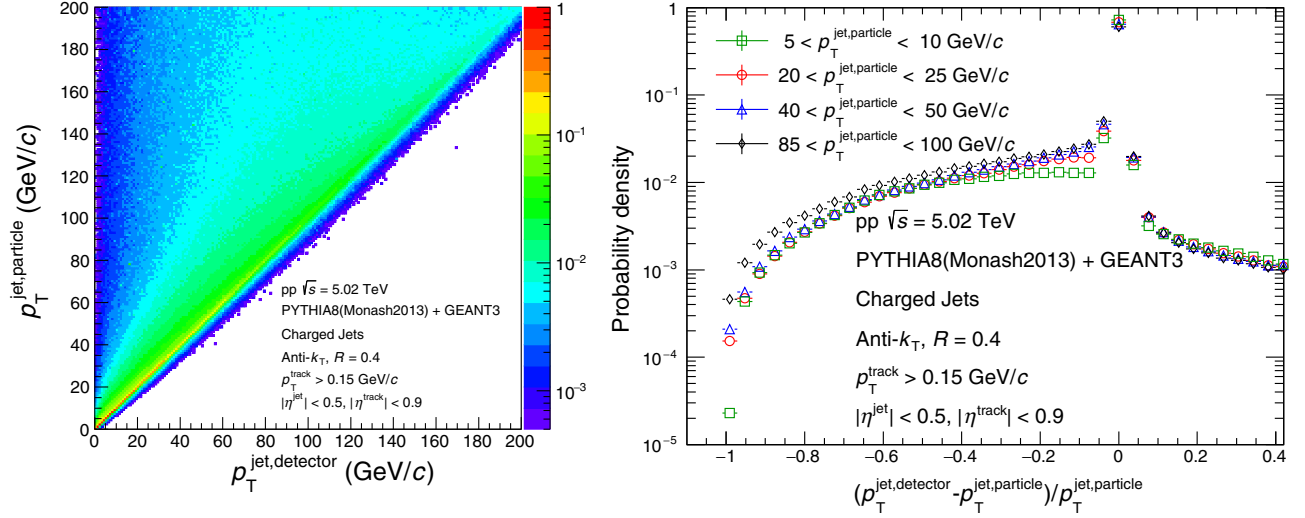 200
180
160
140
120
100
80
60
40
20
0
p_T^jet,particle (GeV/c)
pp √s = 5.02 TeV
PYTHIA8(Monash2013) + GEANT3
Charged Jets
Anti-k_T, R = 0.4
p_T^track > 0.15 GeV/c
|η^jet| < 0.5, |η^track| < 0.9
0 20 40 60 80 100 120 140 160 180 200
p_T^jet,detector (GeV/c)
1
10^−1
10^−2
10^−3
Probability density
1
10^−1
10^−2
10^−3
10^−4
10^−5
5 < p_T^jet,particle < 10 GeV/c
20 < p_T^jet,particle < 25 GeV/c
40 < p_T^jet,particle < 50 GeV/c
85 < p_T^jet,particle < 100 GeV/c
pp √s = 5.02 TeV
PYTHIA8(Monash2013) + GEANT3
Charged Jets
Anti-k_T, R = 0.4
p_T^track > 0.15 GeV/c
|η^jet| < 0.5, |η^track| < 0.9
−1 −0.8 −0.6 −0.4 −0.2 0 0.2 0.4
(p_T^jet,detector - p_T^jet,particle)/p_T^jet,particle